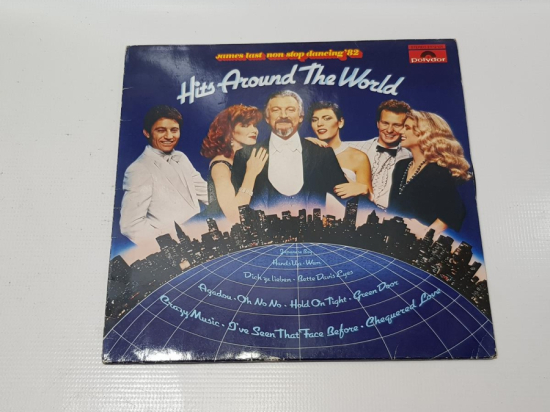 james last non stop dancing '82
polydor
Hits Around The World
Hands Up • Wem
Dich zu lieben • Bette Davis Eyes
Agadou • Oh No No • Hold On Tight • Green Door
Crazy Music • I've Seen That Face Before • Chequered Love